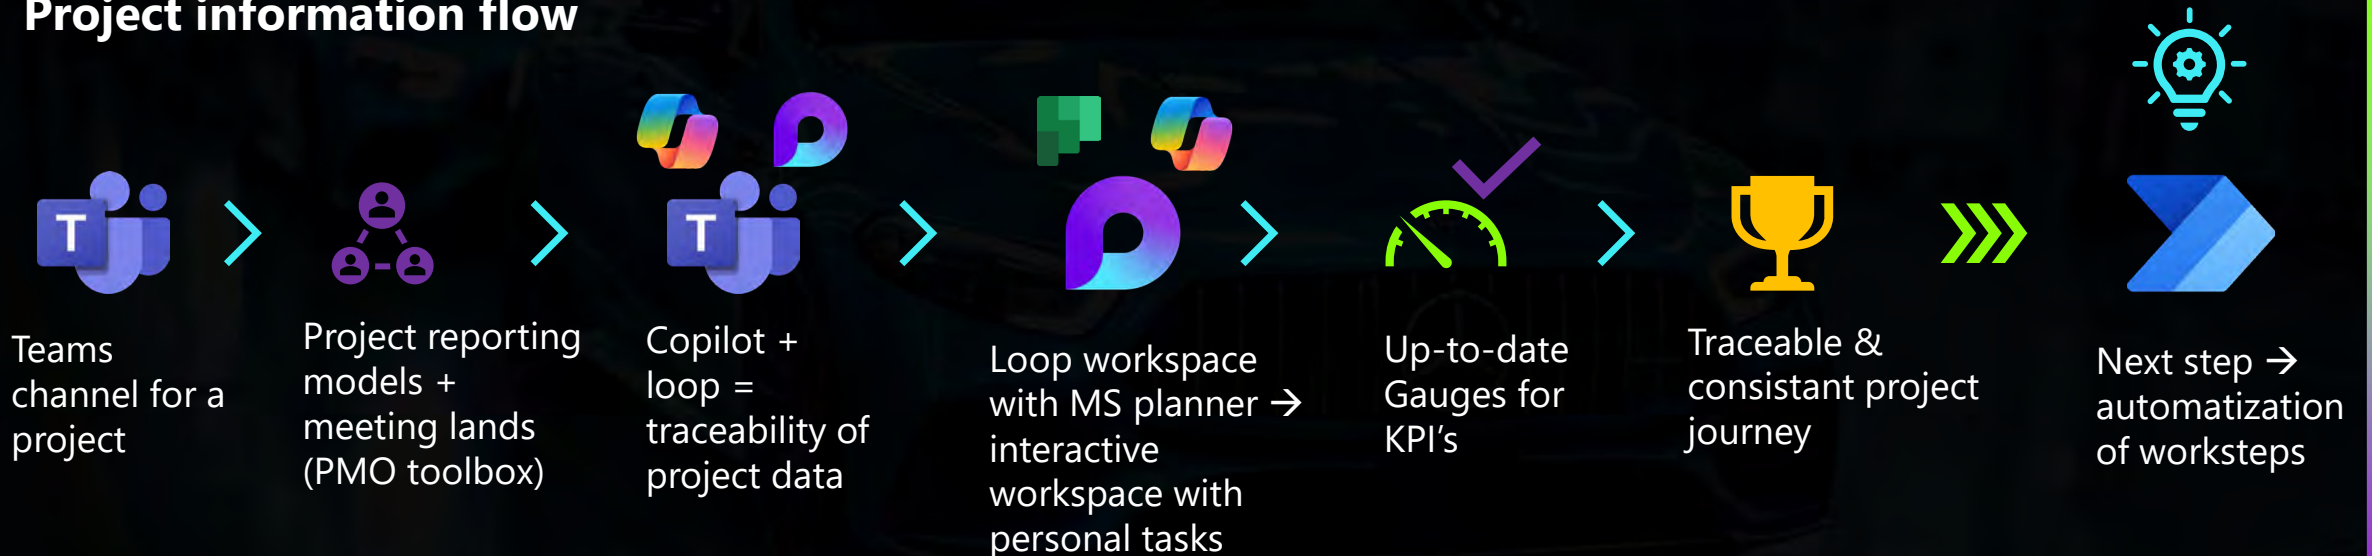 Project information flow
T
T
Teams
channel for a
project
Project reporting
models +
meeting lands
(PMO toolbox)
Copilot +
loop =
traceability of
project data
Loop workspace
with MS planner →
interactive
workspace with
personal tasks
Up-to-date
Gauges for
KPI's
Traceable &
consistant project
journey
Next step →
automatization
of worksteps